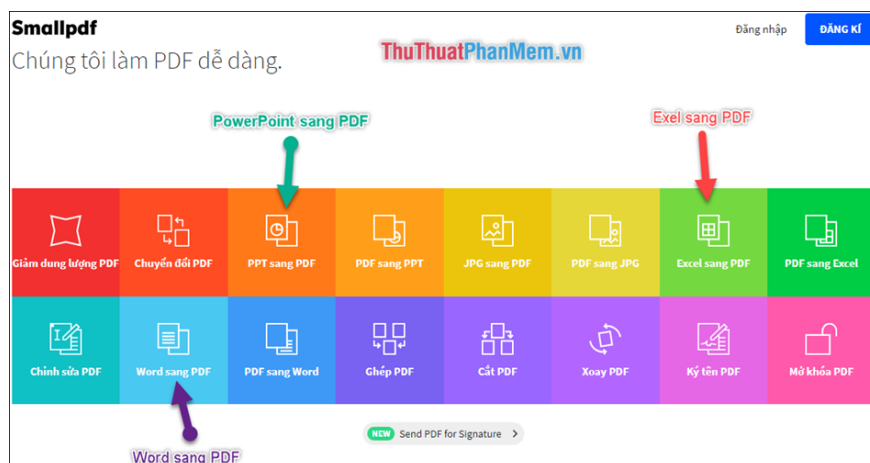 Smallpdf
Đăng nhập
ĐĂNG KÍ
Chúng tôi làm PDF dễ dàng.
ThuThuatPhanMem.vn
PowerPoint sang PDF
Exel sang PDF
Giảm dung lượng PDF
Chuyển đổi PDF
PPT sang PDF
PDF sang PPT
JPG sang PDF
PDF sang JPG
Excel sang PDF
PDF sang Excel
Chỉnh sửa PDF
Word sang PDF
PDF sang Word
Ghép PDF
Cắt PDF
Xoay PDF
Ký tên PDF
Mở khóa PDF
NEW Send PDF for Signature
Word sang PDF